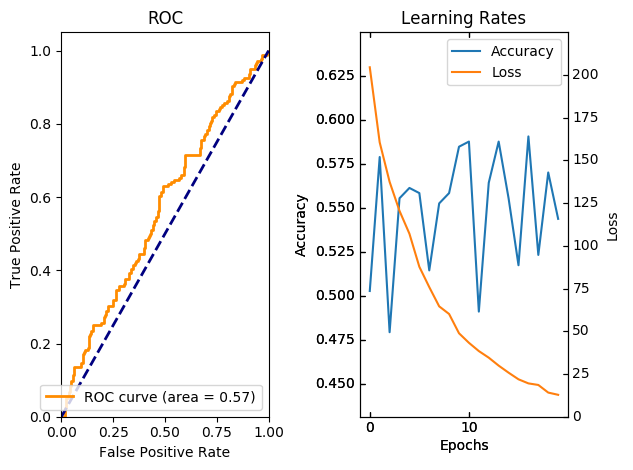 ROC
True Positive Rate
1.0
0.8
0.6
0.4
0.2
0.0
0.00 0.25 0.50 0.75 1.00
False Positive Rate
ROC curve (area = 0.57)
Learning Rates
Accuracy
Loss
Accuracy
0.625
0.600
0.575
0.550
0.525
0.500
0.475
0.450
0 10
Epochs
200
175
150
125
100
75
50
25
0
Loss